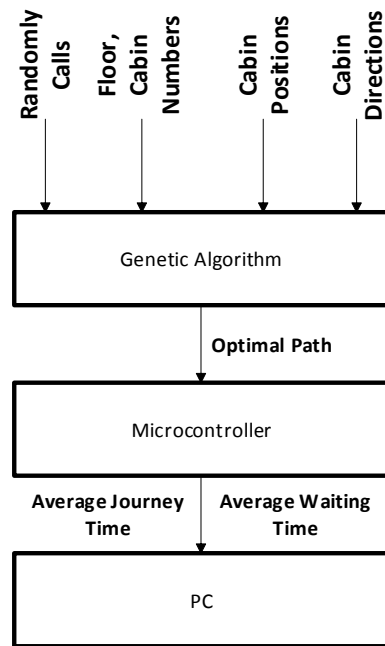 Randomly
Calls
Floor,
Cabin
Numbers
Cabin
Positions
Cabin
Directions
Genetic Algorithm
Optimal Path
Microcontroller
Average Journey
Time
Average Waiting
Time
PC